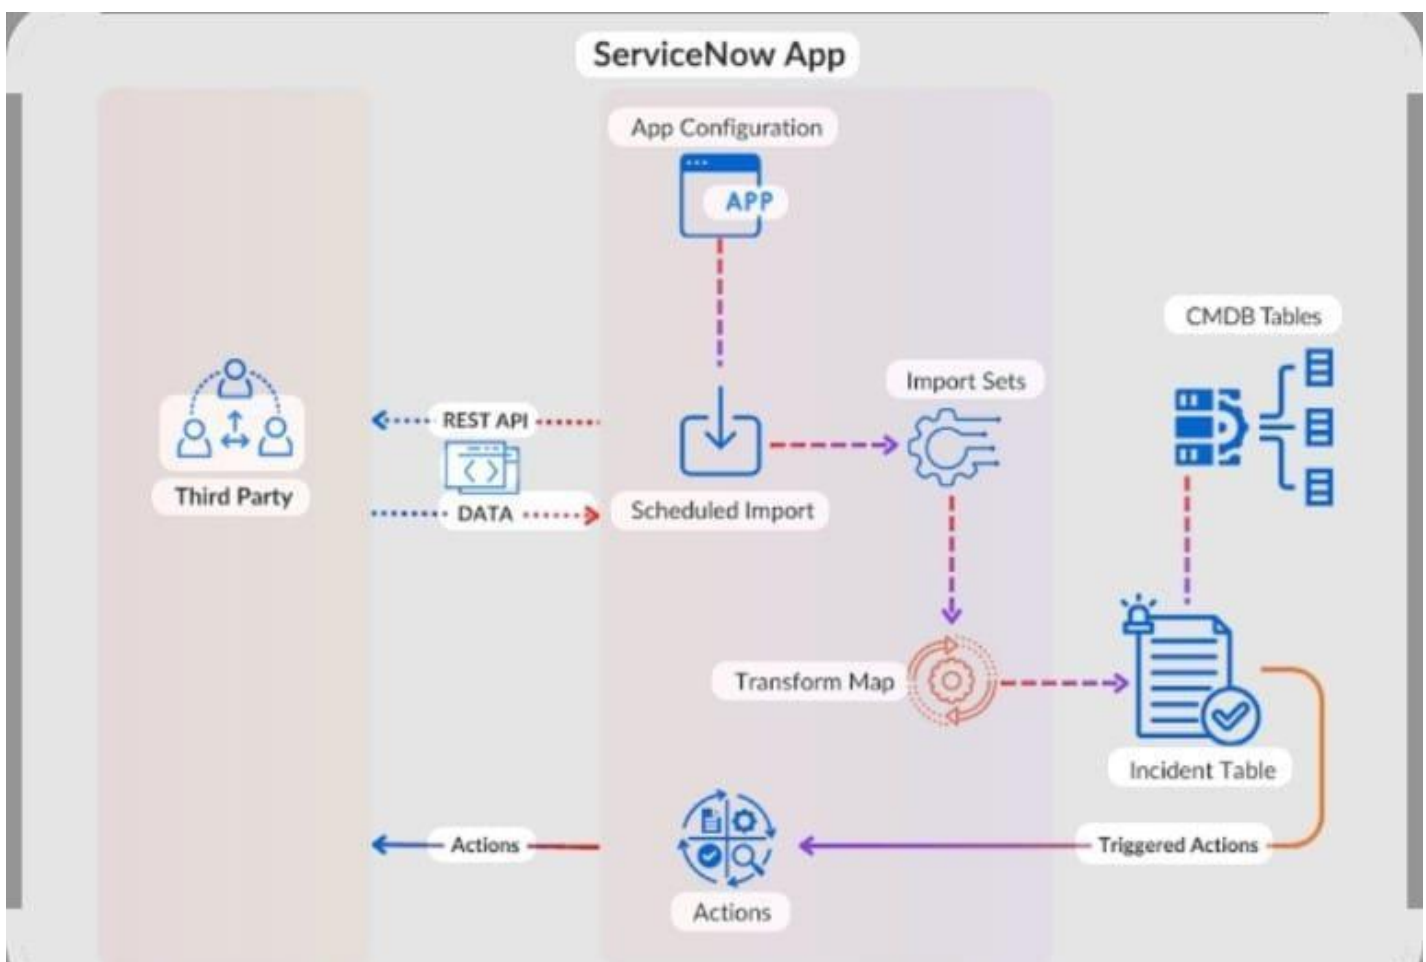 ServiceNow App
App Configuration
APP
CMDB Tables
Import Sets
REST API
Third Party
DATA
Scheduled Import
Transform Map
Incident Table
Actions
Triggered Actions
Actions